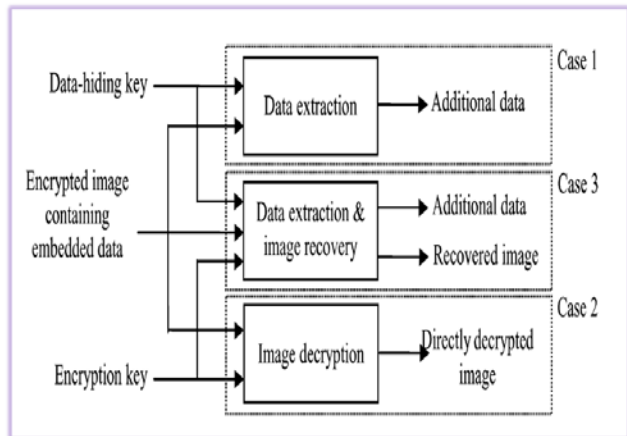 Case 1
Data-hiding key
Data extraction
Additional data
Case 3
Encrypted image
containing
embedded data
Data extraction &
image recovery
Additional data
Recovered image
Case 2
Encryption key
Image decryption
Directly decrypted
image